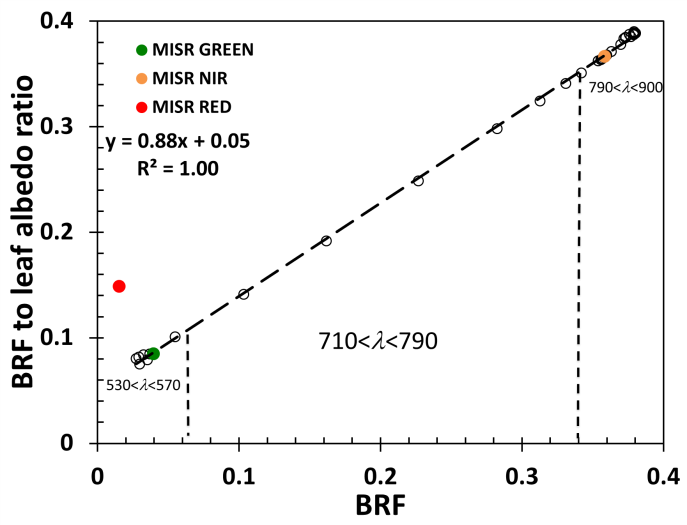 BRF to leaf albedo ratio
0.4
0.3
0.2
0.1
0
MISR GREEN
MISR NIR
MISR RED
y = 0.88x + 0.05
R² = 1.00
790<λ<900
710<λ<790
530<λ<570
0
0.1
0.2
0.3
0.4
BRF